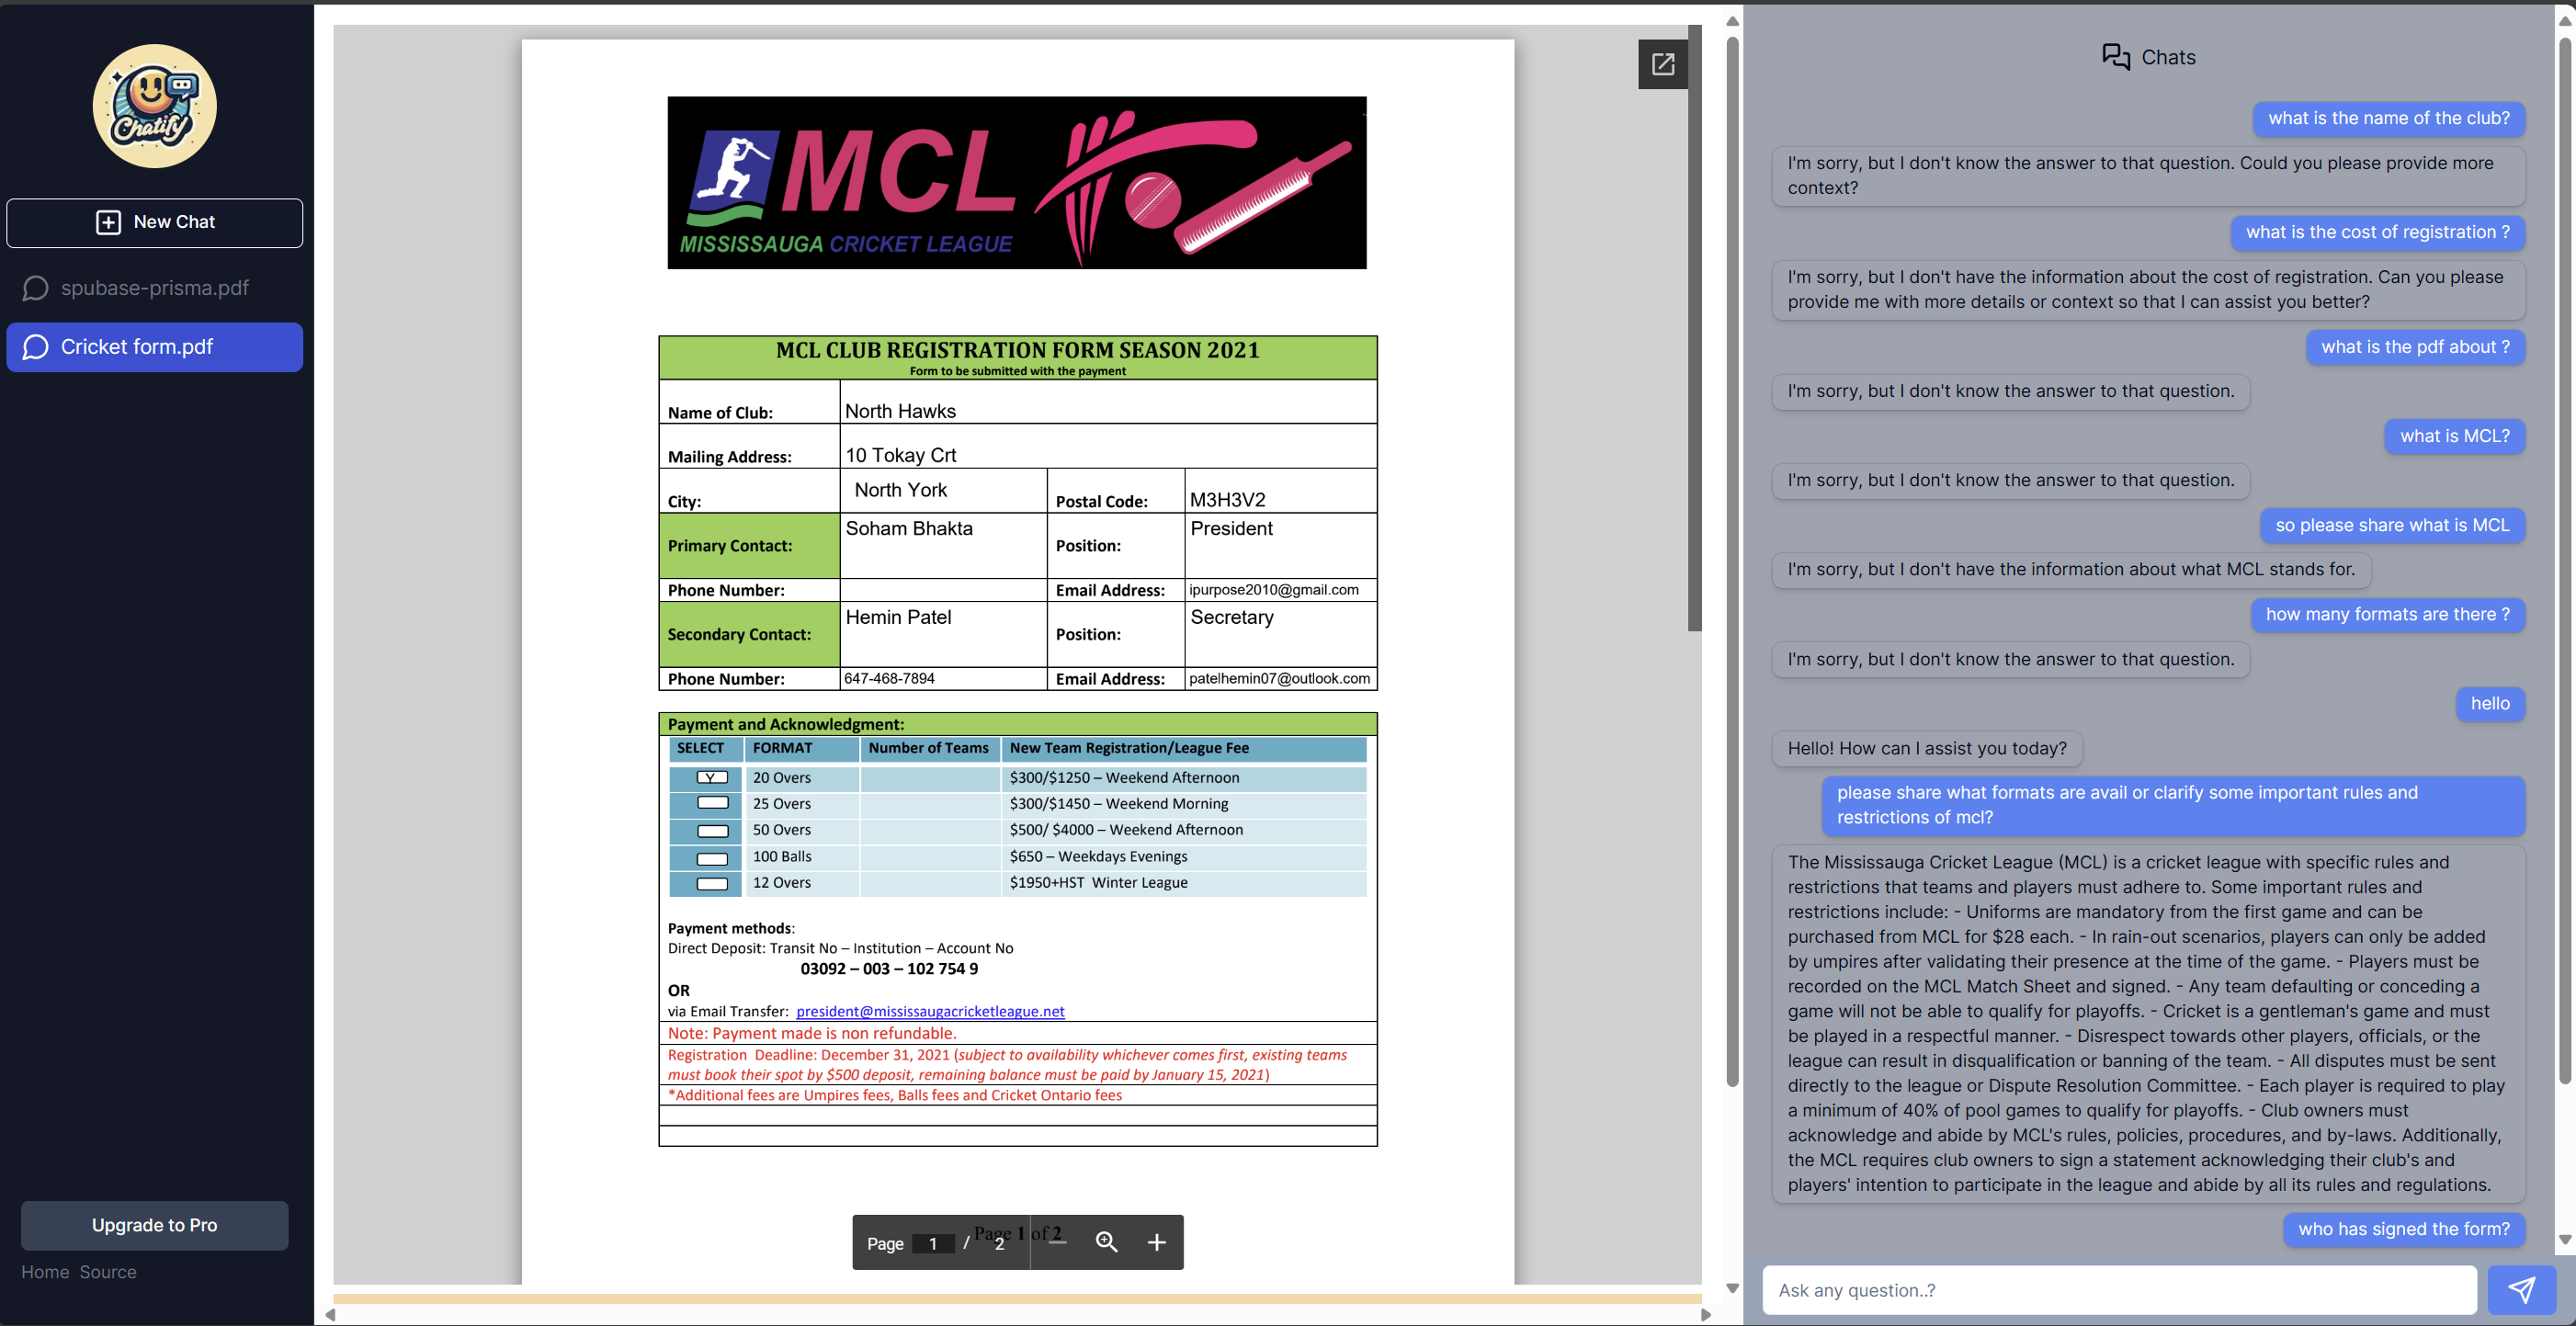 Chatify
New Chat
spubase-prisma.pdf
Cricket form.pdf
Upgrade to Pro
Home Source
MCL
MISSISSAUGA CRICKET LEAGUE
MCL CLUB REGISTRATION FORM SEASON 2021
Form to be submitted with the payment
Name of Club: North Hawks
Mailing Address: 10 Tokay Crt
City: North York Postal Code: M3H3V2
Primary Contact: Soham Bhakta Position: President
Phone Number: Email Address: ipurpose2010@gmail.com
Secondary Contact: Hemin Patel Position: Secretary
Phone Number: 647-468-7894 Email Address: patelhemin07@outlook.com
Payment and Acknowledgment:
SELECT FORMAT Number of Teams New Team Registration/League Fee
Y 20 Overs $300/$1250 – Weekend Afternoon
25 Overs $300/$1450 – Weekend Morning
50 Overs $500/ $4000 – Weekend Afternoon
100 Balls $650 – Weekdays Evenings
12 Overs $1950+HST Winter League
Payment methods:
Direct Deposit: Transit No – Institution – Account No
03092 – 003 – 102 754 9
OR
via Email Transfer: president@mississaugacricketleague.net
Note: Payment made is non refundable.
Registration Deadline: December 31, 2021 (subject to availability whichever comes first, existing teams
must book their spot by $500 deposit, remaining balance must be paid by January 15, 2021)
*Additional fees are Umpires fees, Balls fees and Cricket Ontario fees
Page 1 of 2
Page 1 / 2
Chats
what is the name of the club?
I'm sorry, but I don't know the answer to that question. Could you please provide more
context?
what is the cost of registration ?
I'm sorry, but I don't have the information about the cost of registration. Can you please
provide me with more details or context so that I can assist you better?
what is the pdf about ?
I'm sorry, but I don't know the answer to that question.
what is MCL?
I'm sorry, but I don't know the answer to that question.
so please share what is MCL
I'm sorry, but I don't have the information about what MCL stands for.
how many formats are there ?
I'm sorry, but I don't know the answer to that question.
hello
Hello! How can I assist you today?
please share what formats are avail or clarify some important rules and
restrictions of mcl?
The Mississauga Cricket League (MCL) is a cricket league with specific rules and
restrictions that teams and players must adhere to. Some important rules and
restrictions include: - Uniforms are mandatory from the first game and can be
purchased from MCL for $28 each. - In rain-out scenarios, players can only be added
by umpires after validating their presence at the time of the game. - Players must be
recorded on the MCL Match Sheet and signed. - Any team defaulting or conceding a
game will not be able to qualify for playoffs. - Cricket is a gentleman's game and must
be played in a respectful manner. - Disrespect towards other players, officials, or the
league can result in disqualification or banning of the team. - All disputes must be sent
directly to the league or Dispute Resolution Committee. - Each player is required to play
a minimum of 40% of pool games to qualify for playoffs. - Club owners must
acknowledge and abide by MCL's rules, policies, procedures, and by-laws. Additionally,
the MCL requires club owners to sign a statement acknowledging their club's and
players' intention to participate in the league and abide by all its rules and regulations.
who has signed the form?
Ask any question..?